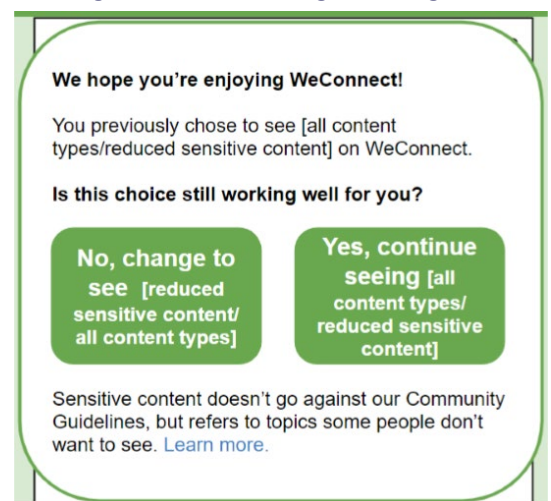 We hope you're enjoying WeConnect!
You previously chose to see [all content
types/reduced sensitive content] on WeConnect.
Is this choice still working well for you?
No, change to
see [reduced
sensitive content/
all content types]
Yes, continue
seeing [all
content types/
reduced sensitive
content]
Sensitive content doesn't go against our Community
Guidelines, but refers to topics some people don't
want to see. Learn more.